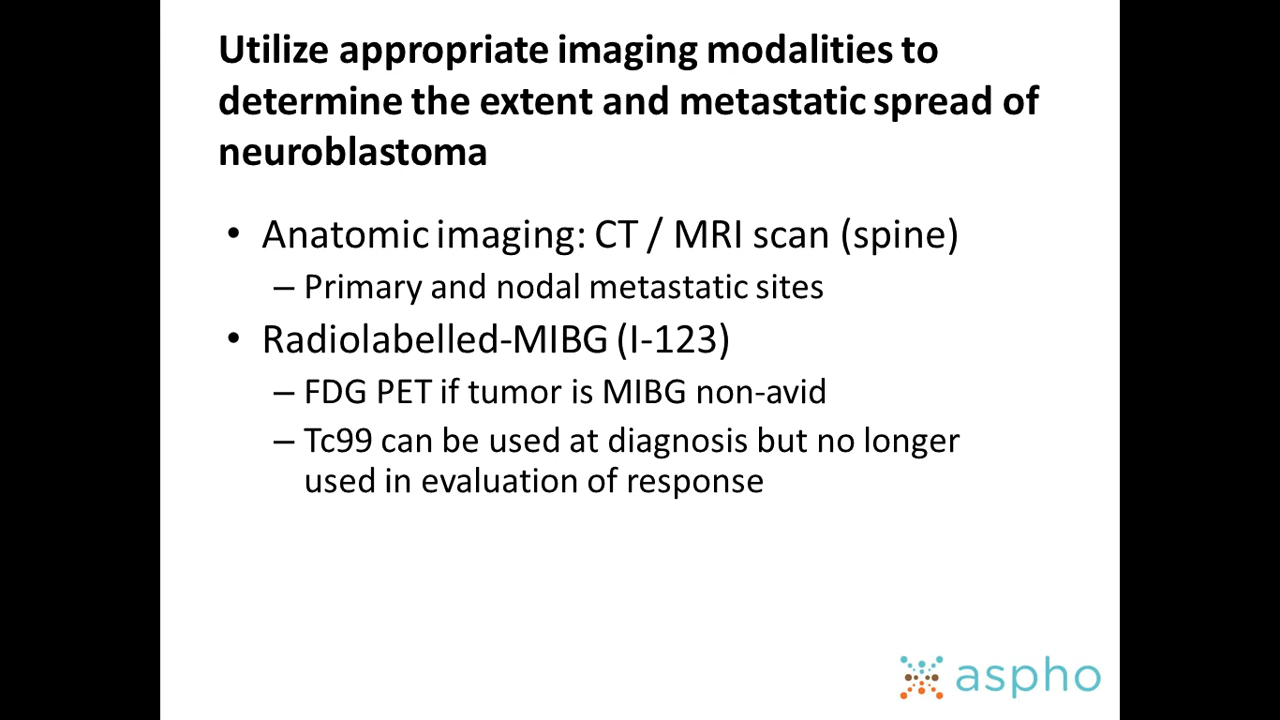 Utilize appropriate imaging modalities to
determine the extent and metastatic spread of
neuroblastoma
• Anatomic imaging: CT / MRI scan (spine)
– Primary and nodal metastatic sites
• Radiolabelled-MIBG (I-123)
– FDG PET if tumor is MIBG non-avid
– Tc99 can be used at diagnosis but no longer
used in evaluation of response
aspho